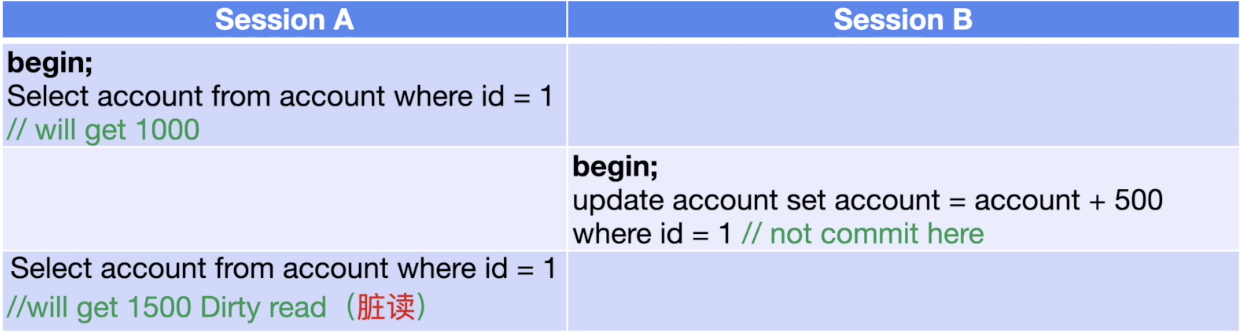 Session A
Session B
begin;
Select account from account where id = 1
// will get 1000
begin;
update account set account = account + 500
where id = 1 // not commit here
Select account from account where id = 1
//will get 1500 Dirty read（脏读）